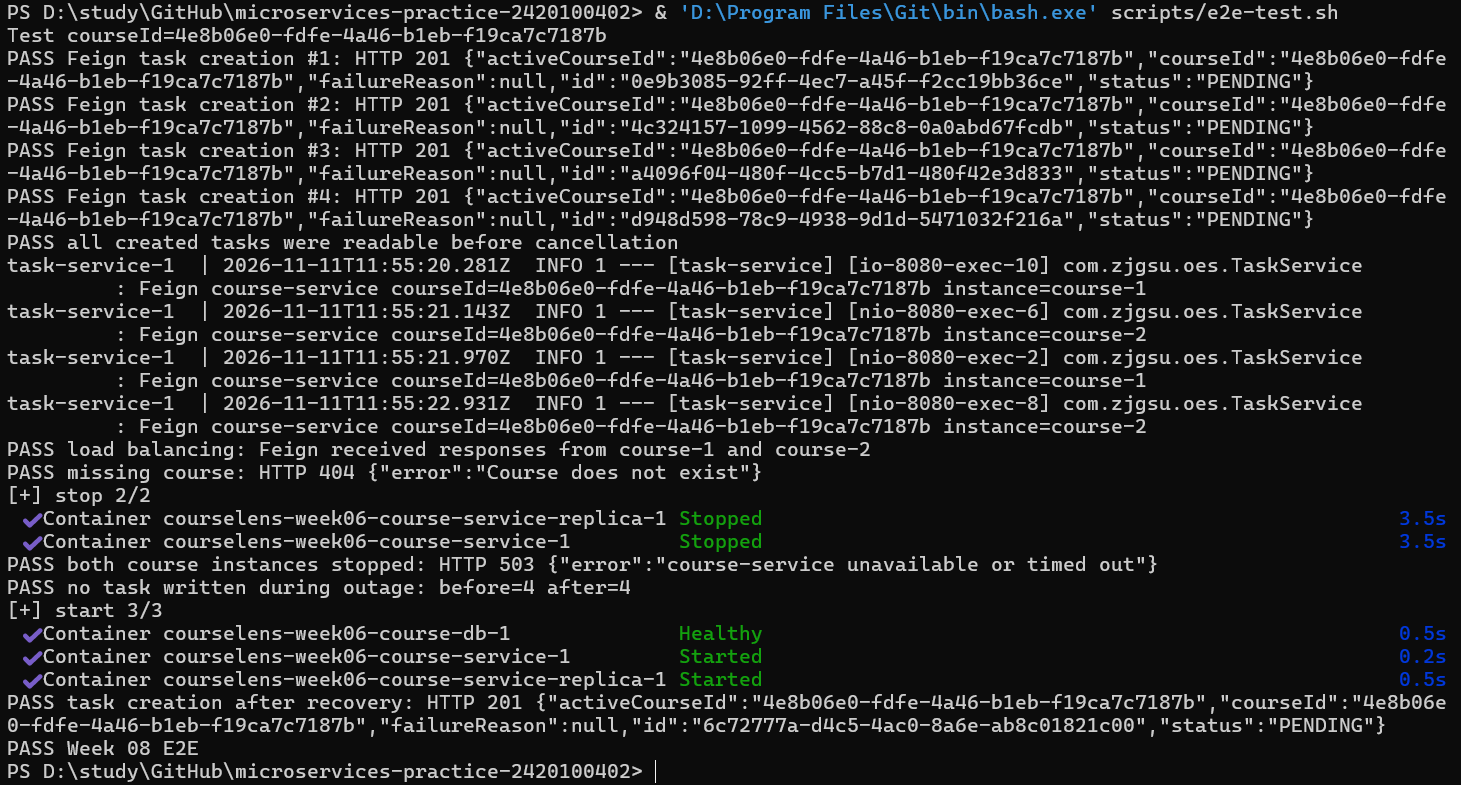 PS D:\study\GitHub\microservices-practice-2420100402> & 'D:\Program Files\Git\bin\bash.exe' scripts/e2e-test.sh
Test courseId=4e8b06e0-fdfe-4a46-b1eb-f19ca7c7187b
PASS Feign task creation #1: HTTP 201 {"activeCourseId":"4e8b06e0-fdfe-4a46-b1eb-f19ca7c7187b","courseId":"4e8b06e0-fdfe
-4a46-b1eb-f19ca7c7187b","failureReason":null,"id":"0e9b3085-92ff-4ec7-a45f-f2cc19bb36ce","status":"PENDING"}
PASS Feign task creation #2: HTTP 201 {"activeCourseId":"4e8b06e0-fdfe-4a46-b1eb-f19ca7c7187b","courseId":"4e8b06e0-fdfe
-4a46-b1eb-f19ca7c7187b","failureReason":null,"id":"4c324157-1099-4562-88c8-0a0abd67fcdb","status":"PENDING"}
PASS Feign task creation #3: HTTP 201 {"activeCourseId":"4e8b06e0-fdfe-4a46-b1eb-f19ca7c7187b","courseId":"4e8b06e0-fdfe
-4a46-b1eb-f19ca7c7187b","failureReason":null,"id":"a4096f04-480f-4cc5-b7d1-480f42e3d833","status":"PENDING"}
PASS Feign task creation #4: HTTP 201 {"activeCourseId":"4e8b06e0-fdfe-4a46-b1eb-f19ca7c7187b","courseId":"4e8b06e0-fdfe
-4a46-b1eb-f19ca7c7187b","failureReason":null,"id":"d948d598-78c9-4938-9d1d-5471032f216a","status":"PENDING"}
PASS all created tasks were readable before cancellation
task-service-1  | 2026-11-11T11:55:20.281Z  INFO 1 --- [task-service] [io-8080-exec-10] com.zjgsu.oes.TaskService
         : Feign course-service courseId=4e8b06e0-fdfe-4a46-b1eb-f19ca7c7187b instance=course-1
task-service-1  | 2026-11-11T11:55:21.143Z  INFO 1 --- [task-service] [nio-8080-exec-6] com.zjgsu.oes.TaskService
         : Feign course-service courseId=4e8b06e0-fdfe-4a46-b1eb-f19ca7c7187b instance=course-2
task-service-1  | 2026-11-11T11:55:21.970Z  INFO 1 --- [task-service] [nio-8080-exec-2] com.zjgsu.oes.TaskService
         : Feign course-service courseId=4e8b06e0-fdfe-4a46-b1eb-f19ca7c7187b instance=course-1
task-service-1  | 2026-11-11T11:55:22.931Z  INFO 1 --- [task-service] [nio-8080-exec-8] com.zjgsu.oes.TaskService
         : Feign course-service courseId=4e8b06e0-fdfe-4a46-b1eb-f19ca7c7187b instance=course-2
PASS load balancing: Feign received responses from course-1 and course-2
PASS missing course: HTTP 404 {"error":"Course does not exist"}
[+] stop 2/2
 ✔Container courselens-week06-course-service-replica-1 Stopped 3.5s
 ✔Container courselens-week06-course-service-1 Stopped 3.5s
PASS both course instances stopped: HTTP 503 {"error":"course-service unavailable or timed out"}
PASS no task written during outage: before=4 after=4
[+] start 3/3
 ✔Container courselens-week06-course-db-1 Healthy 0.5s
 ✔Container courselens-week06-course-service-1 Started 0.2s
 ✔Container courselens-week06-course-service-replica-1 Started 0.5s
PASS task creation after recovery: HTTP 201 {"activeCourseId":"4e8b06e0-fdfe-4a46-b1eb-f19ca7c7187b","courseId":"4e8b06e
0-fdfe-4a46-b1eb-f19ca7c7187b","failureReason":null,"id":"6c72777a-d4c5-4ac0-8a6e-ab8c01821c00","status":"PENDING"}
PASS Week 08 E2E
PS D:\study\GitHub\microservices-practice-2420100402>